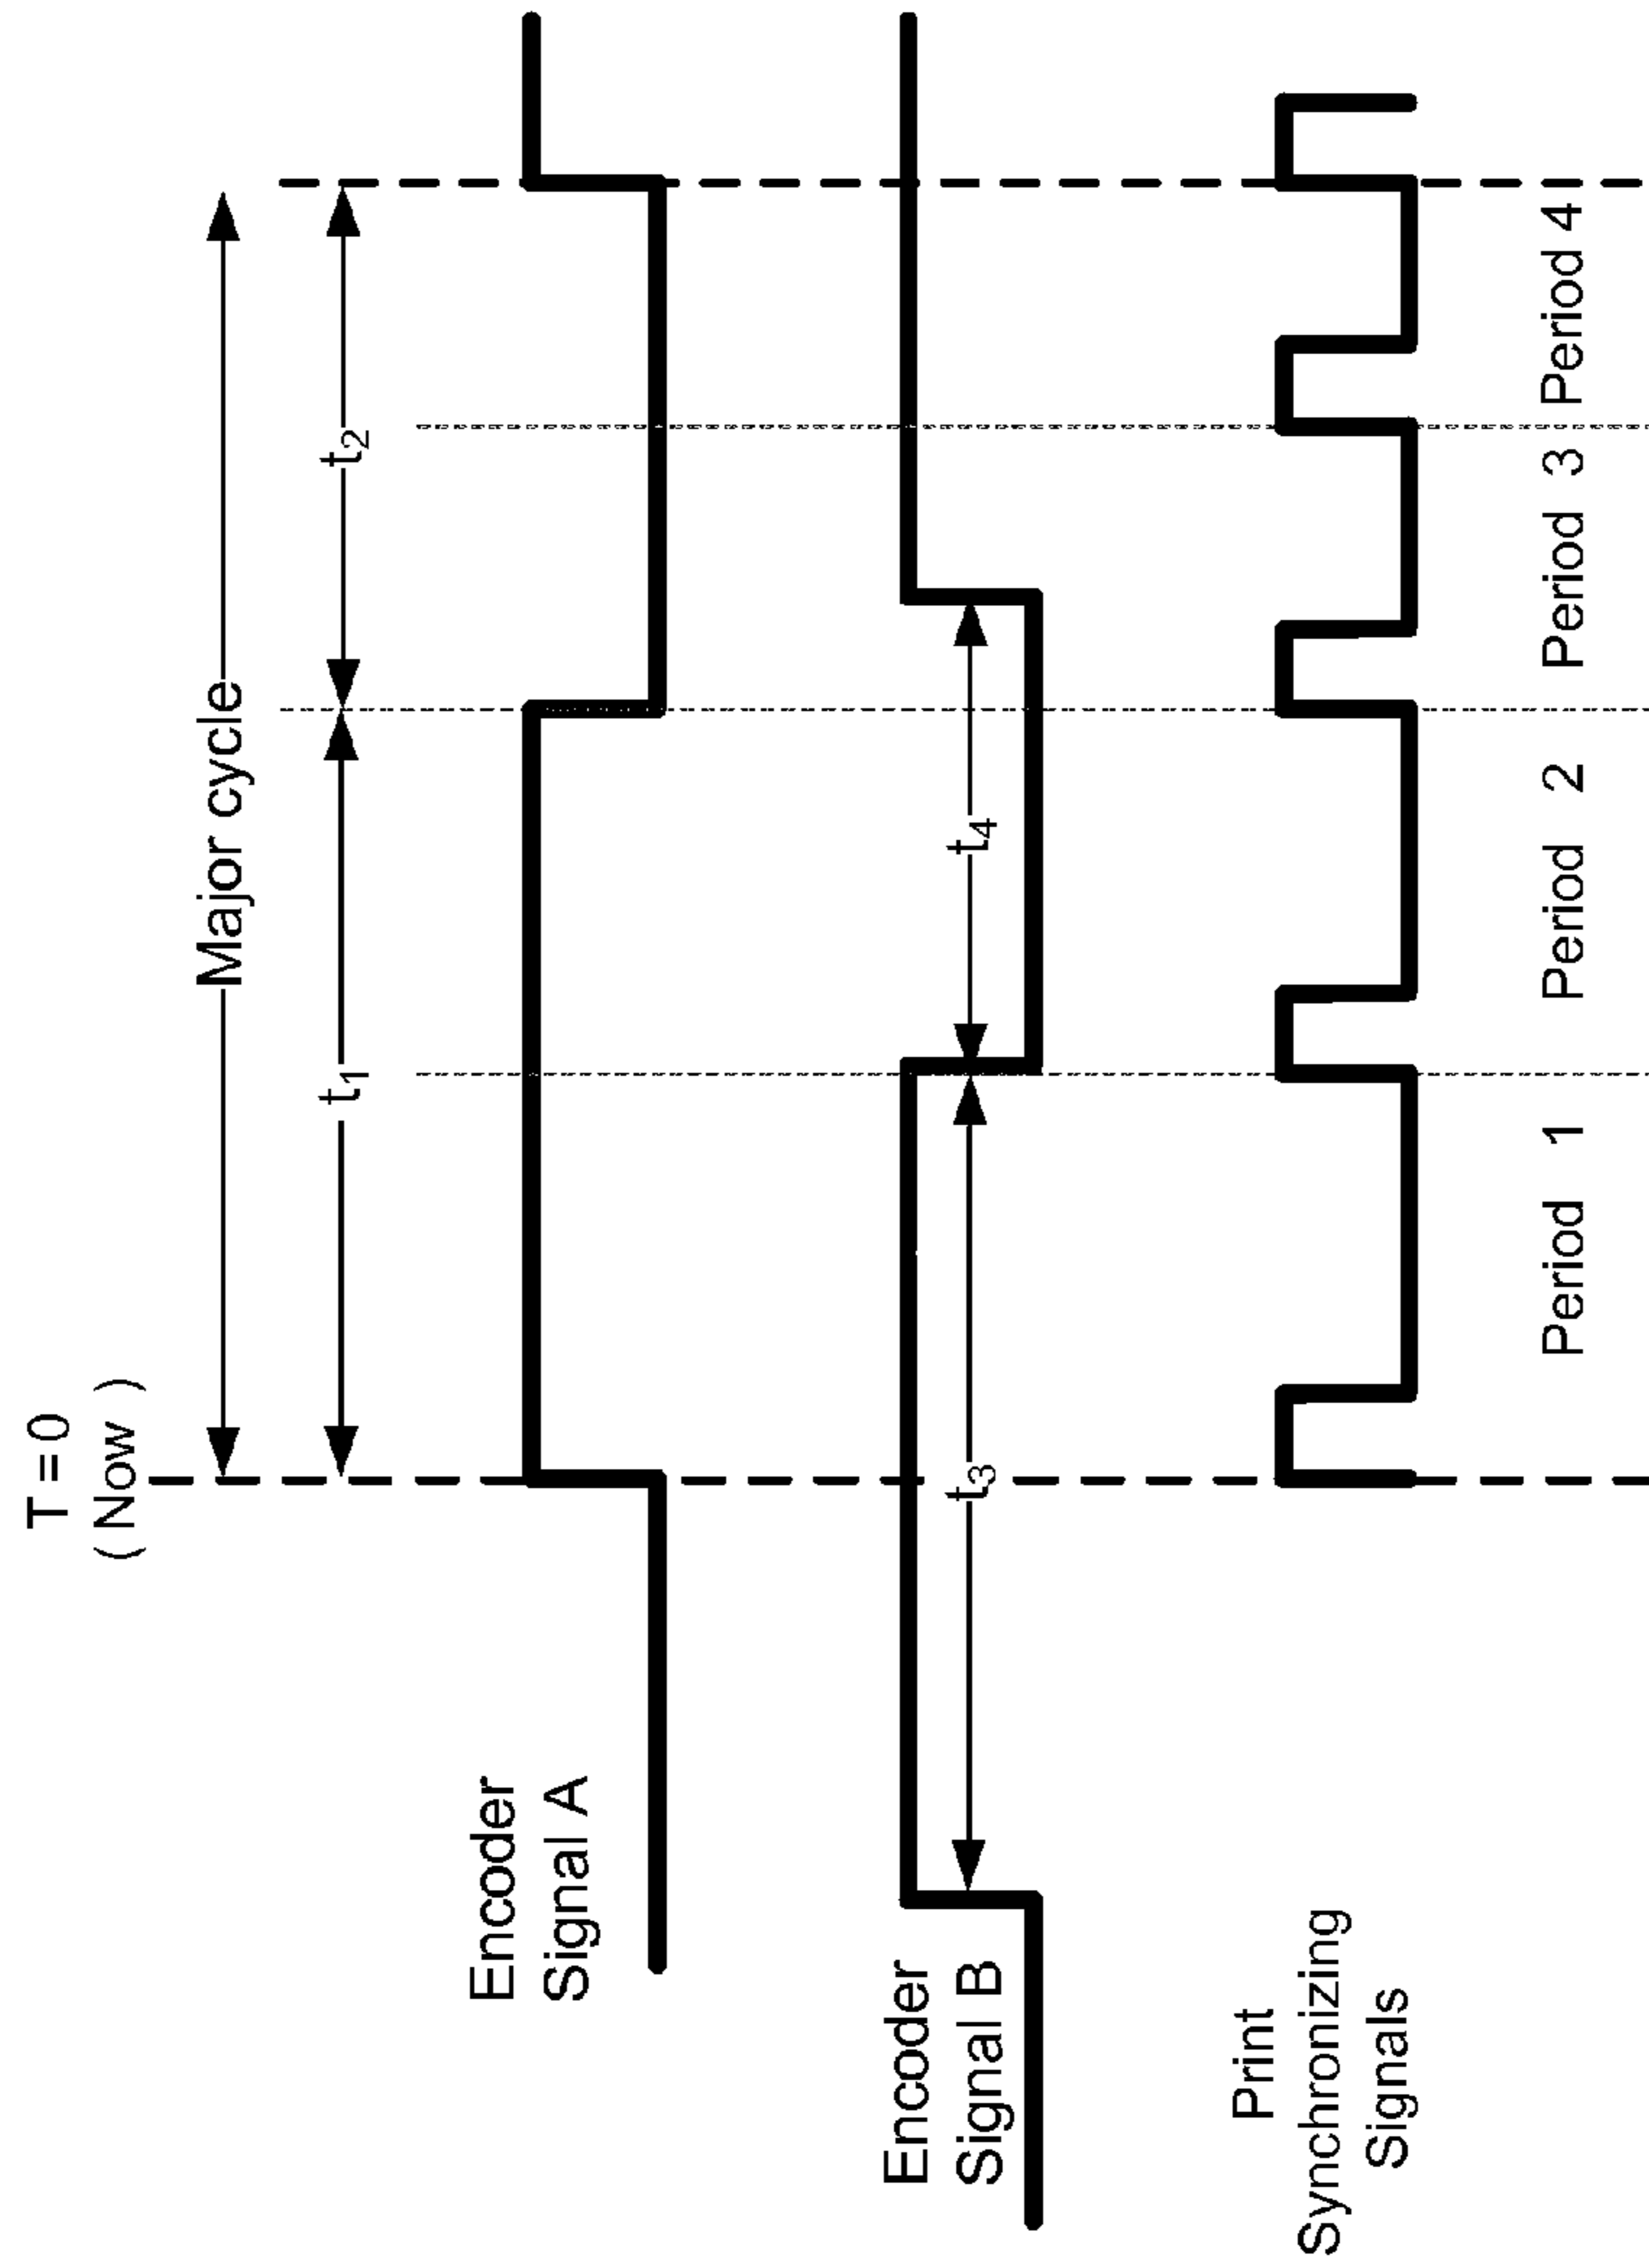 T = 0
( Now )
Major cycle
t1
t2
Encoder
Signal A
Encoder
Signal B
t3
t4
Print
Synchronizing
Signals
Period 1
Period 2
Period 3
Period 4